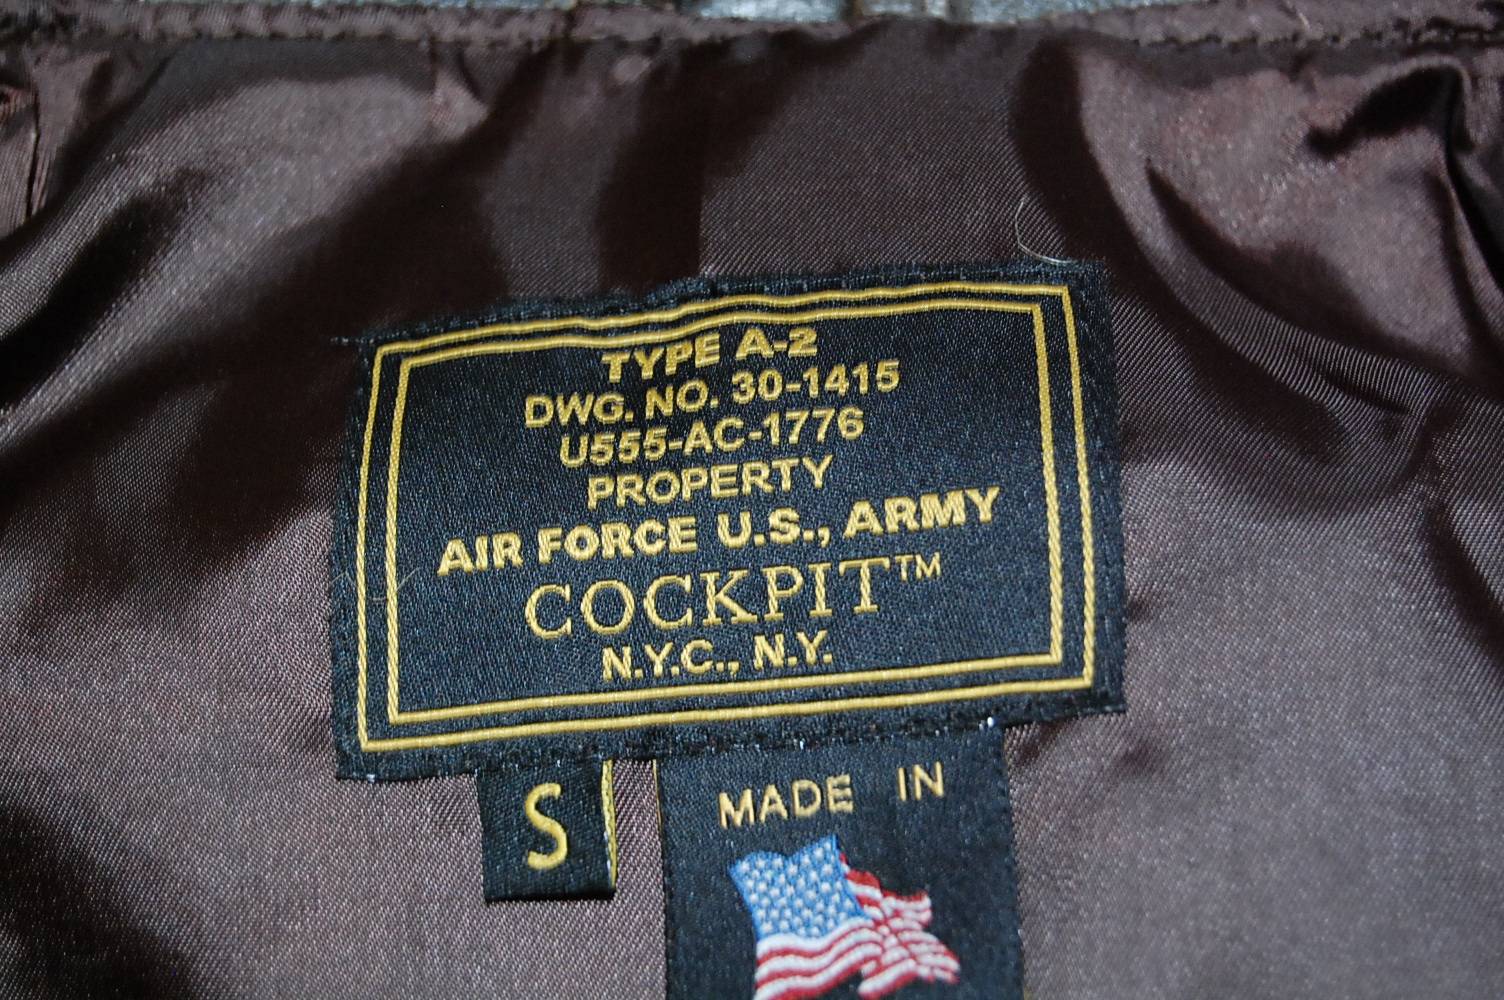 TYPE A-2
DWG. NO. 30-1415
U555-AC-1776
PROPERTY
AIR FORCE U.S., ARMY
COCKPIT™
N.Y.C., N.Y.
S
MADE IN